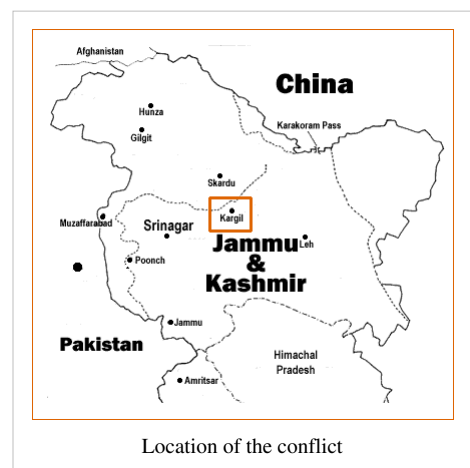 Afghanistan
China
Hunza
Karakoram Pass
Gilgit
Skardu
Kargil
Muzaffarabad
Srinagar
Jammu
&
Kashmir
Leh
Poonch
Jammu
Pakistan
Himachal
Pradesh
Amritsar
Location of the conflict